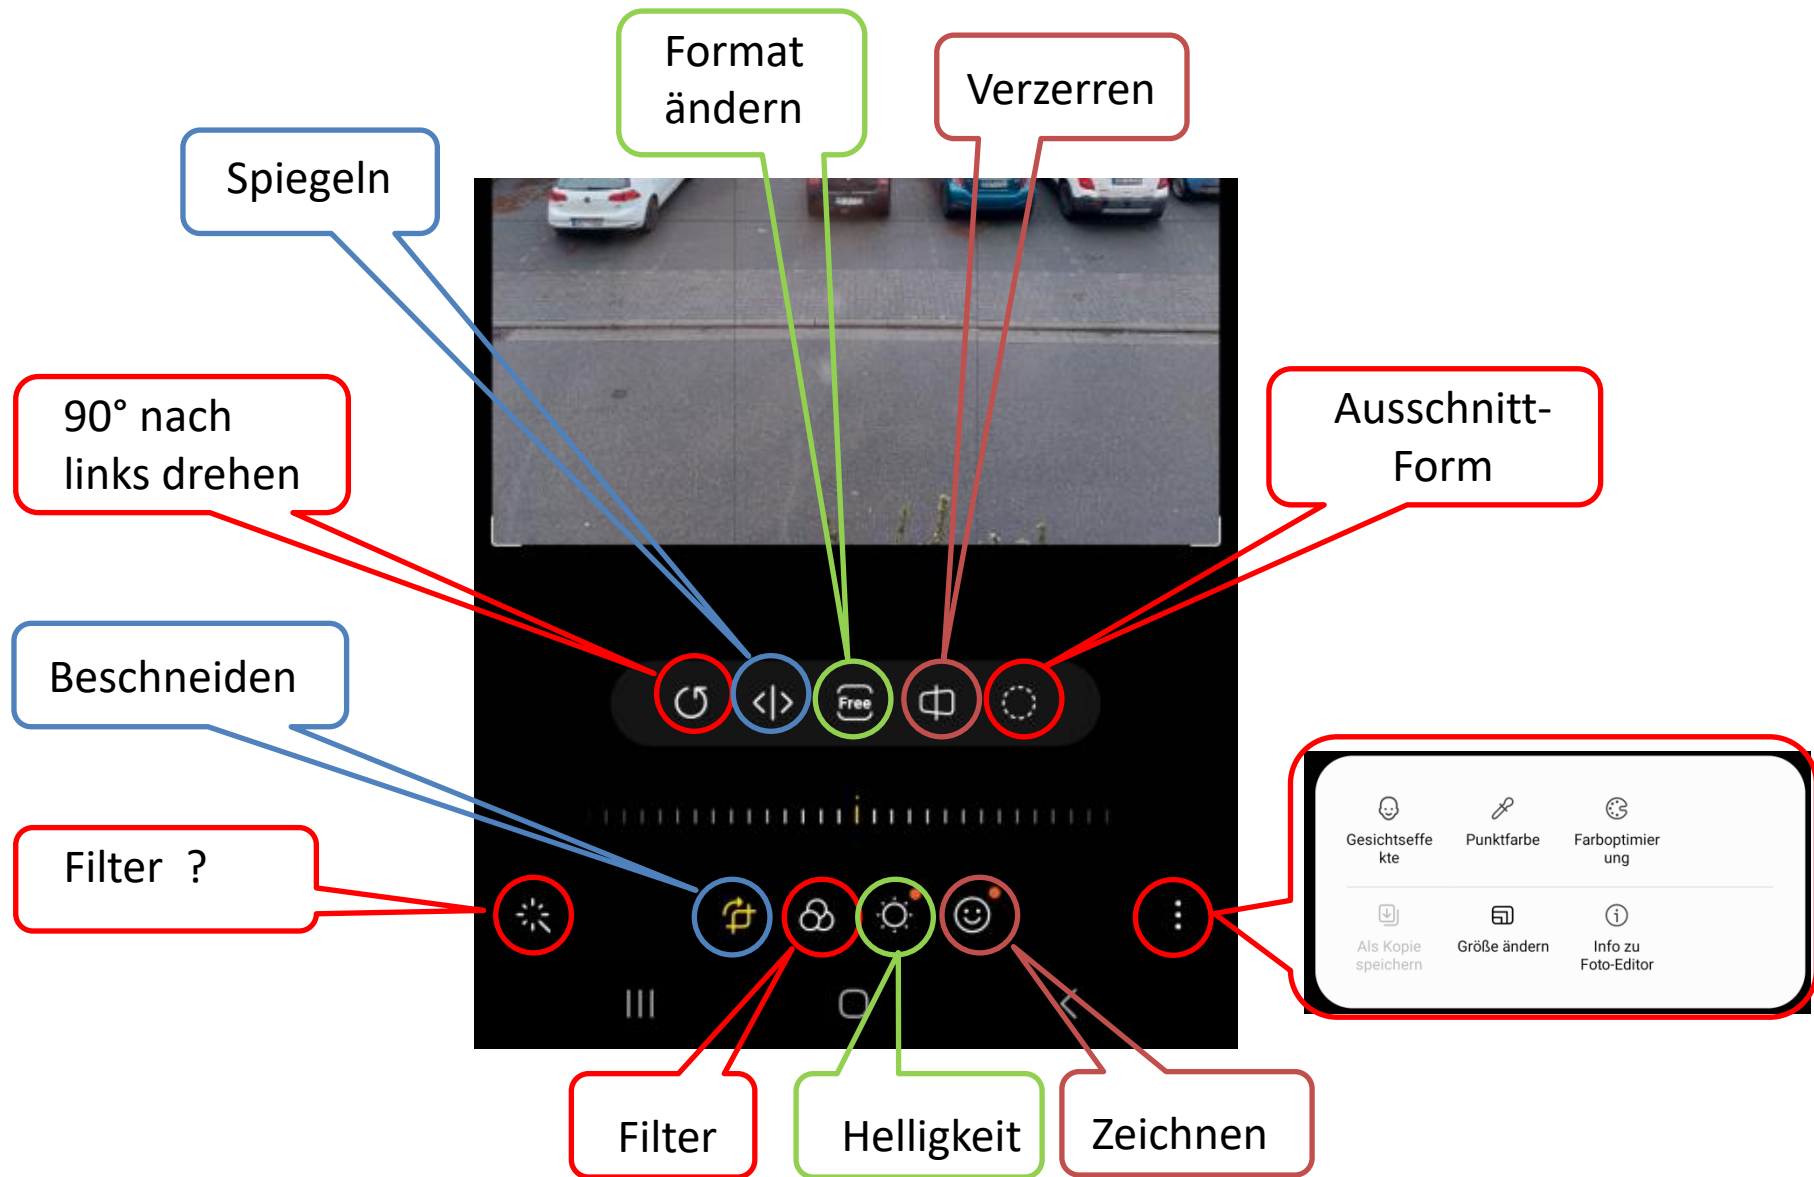 Format
ändern
Verzerren
Spiegeln
90° nach
links drehen
Ausschnitt-
Form
Beschneiden
Free
Filter ?
Gesichtseffe
kte
Punktfarbe
Farboptimier
ung
Als Kopie
speichern
Größe ändern
Info zu
Foto-Editor
Filter
Helligkeit
Zeichnen